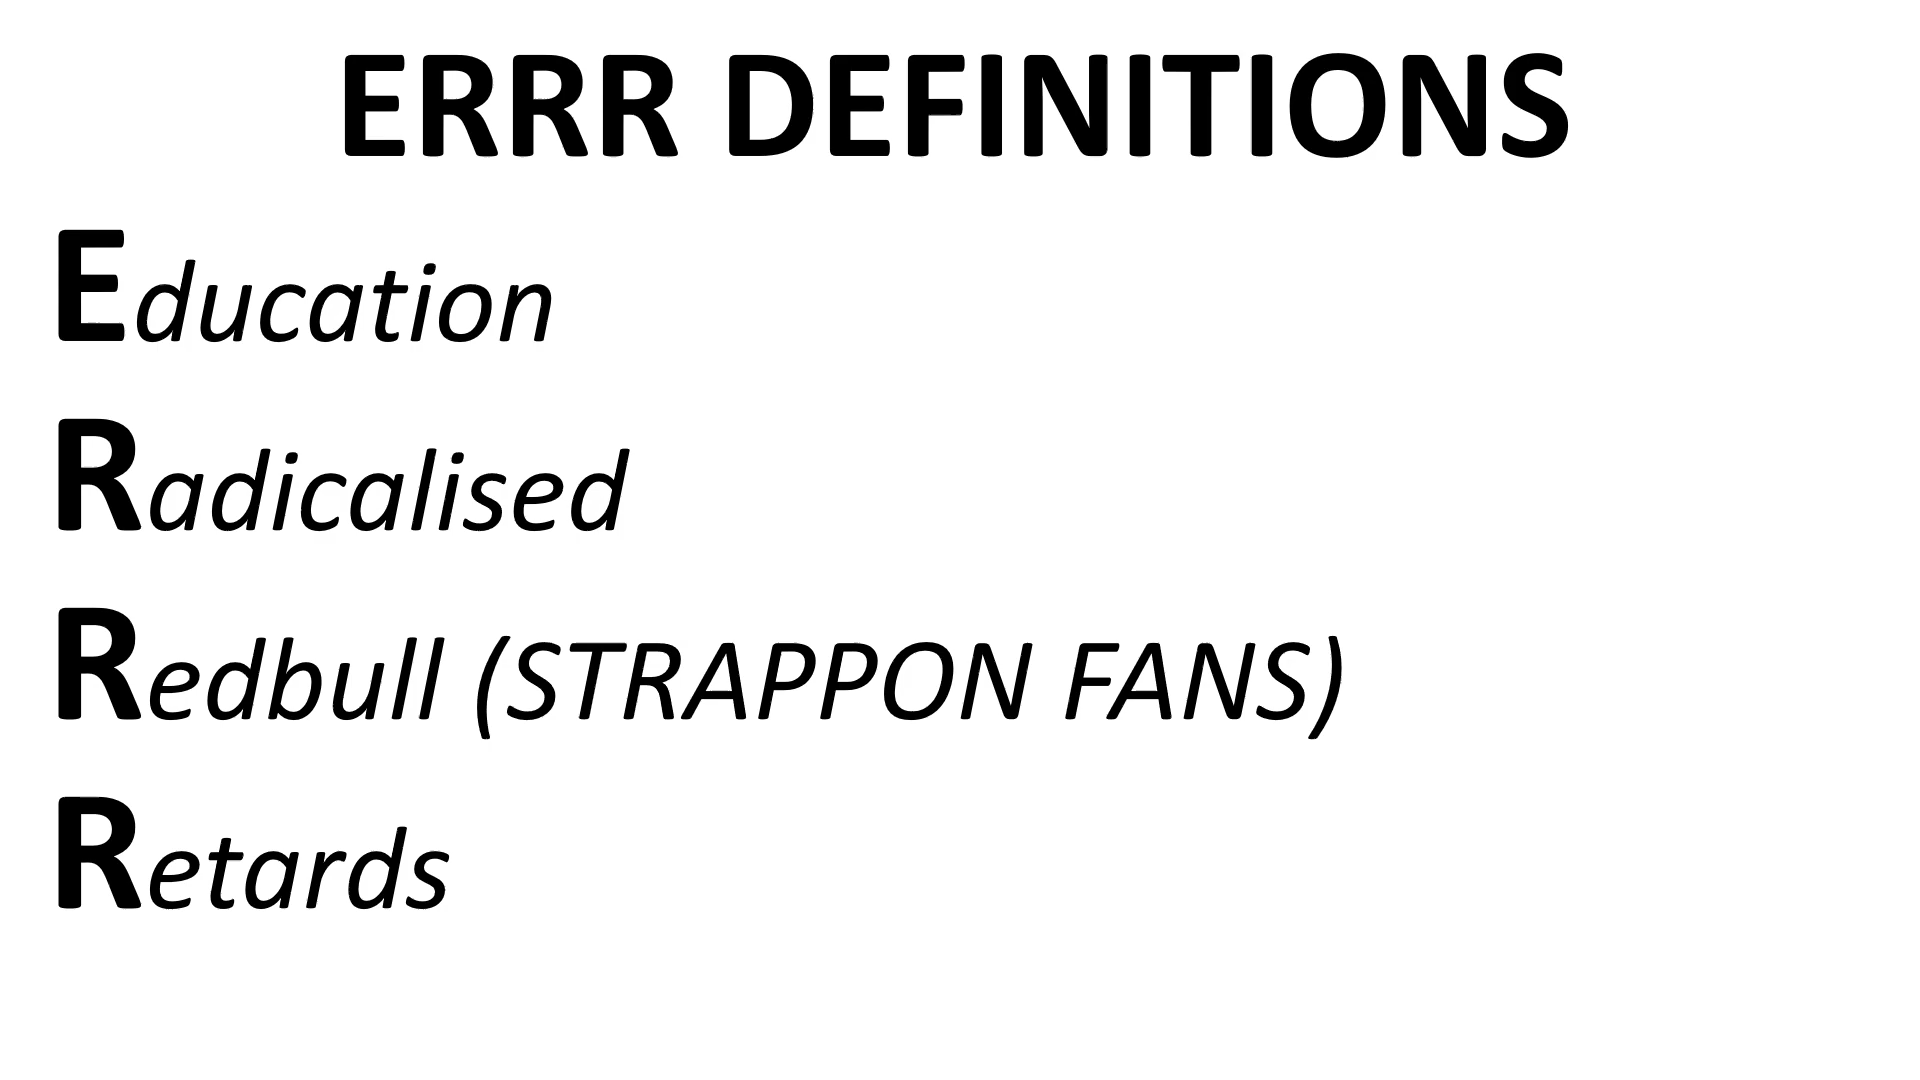 ERRR DEFINITIONS
Education
Radicalised
Redbull (STRAPPON FANS)
Retards